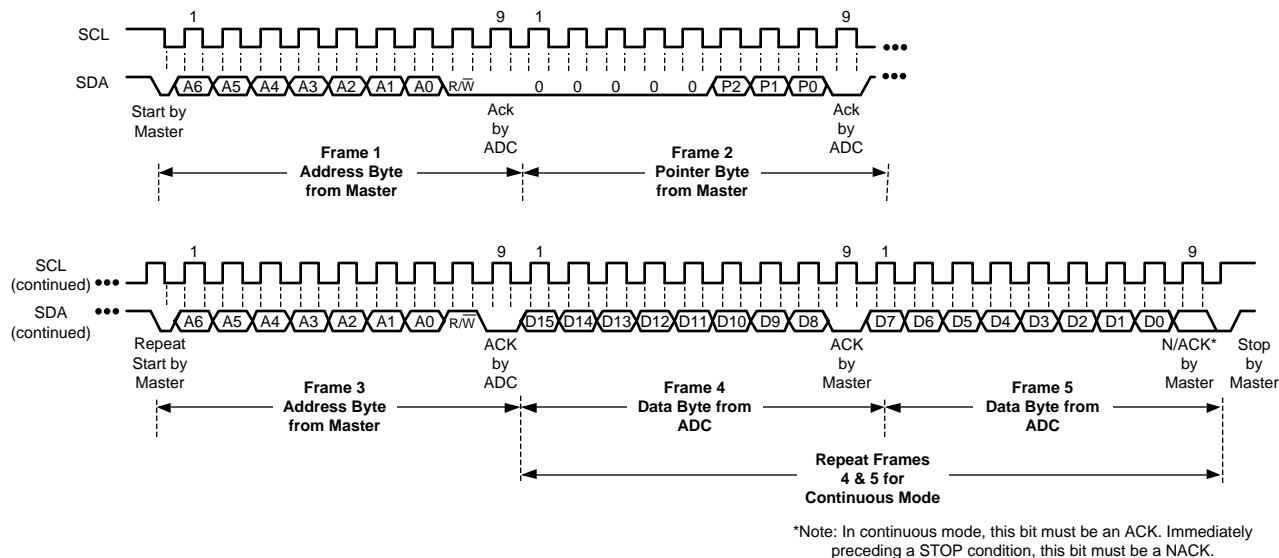 1 9 1 9
SCL
SDA A6 A5 A4 A3 A2 A1 A0 R/W̅ 0 0 0 0 0 P2 P1 P0
Start by
Master
Ack
by
ADC
Ack
by
ADC
Frame 1
Address Byte
from Master
Frame 2
Pointer Byte
from Master
1 9 1 9 1 9
SCL
(continued)
SDA
(continued)
A6 A5 A4 A3 A2 A1 A0 R/W̅ D15 D14 D13 D12 D11 D10 D9 D8 D7 D6 D5 D4 D3 D2 D1 D0
Repeat
Start by
Master
ACK
by
ADC
ACK
by
Master
N/ACK*
by
Master
Stop
by
Master
Frame 3
Address Byte
from Master
Frame 4
Data Byte from
ADC
Frame 5
Data Byte from
ADC
Repeat Frames
4 & 5 for
Continuous Mode
*Note: In continuous mode, this bit must be an ACK. Immediately
preceding a STOP condition, this bit must be a NACK.